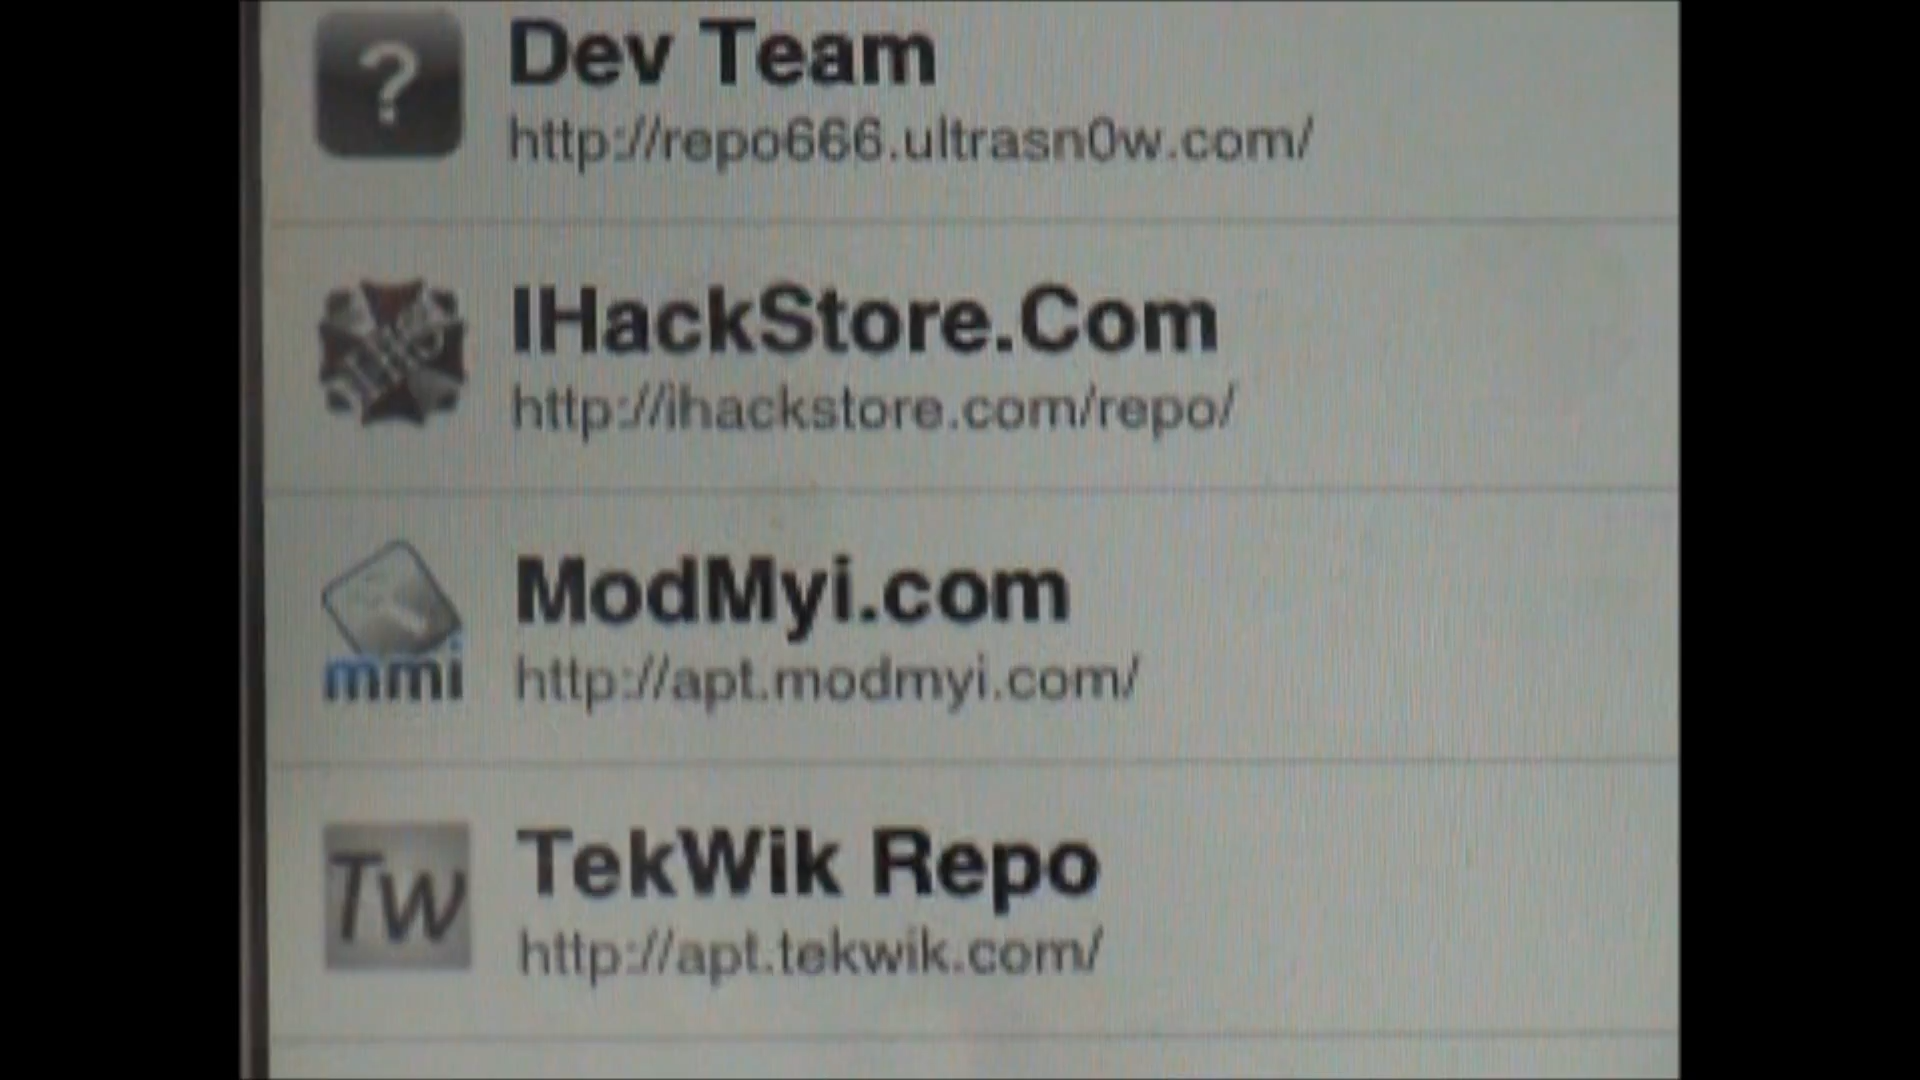 ?
Dev Team
http://repo666.ultrasn0w.com/
IHackStore.Com
http://ihackstore.com/repo/
ModMyi.com
mmi
http://apt.modmyi.com/
TW
TekWik Repo
http://apt.tekwik.com/